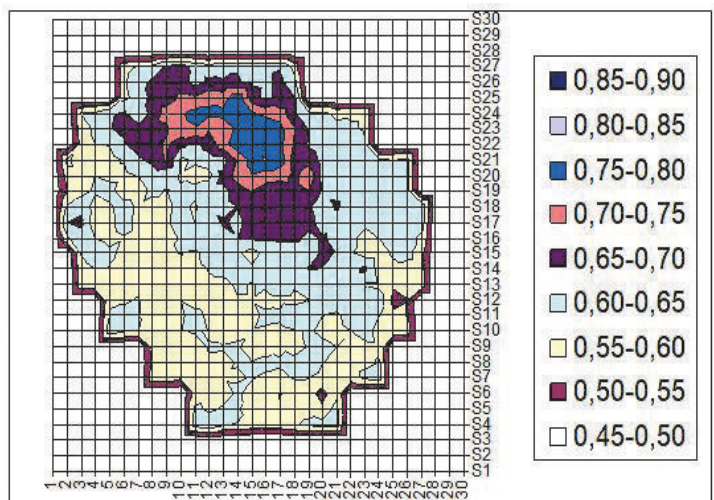 S30
S29
S28
S27
S26
S25
S24
S23
S22
S21
S20
S19
S18
S17
S16
S15
S14
S13
S12
S11
S10
S9
S8
S7
S6
S5
S4
S3
S2
S1
1 2 3 4 5 6 7 8 9 10 11 12 13 14 15 16 17 18 19 20 21 22 23 24 25 26 27 28 29 30
0,85-0,90
0,80-0,85
0,75-0,80
0,70-0,75
0,65-0,70
0,60-0,65
0,55-0,60
0,50-0,55
0,45-0,50